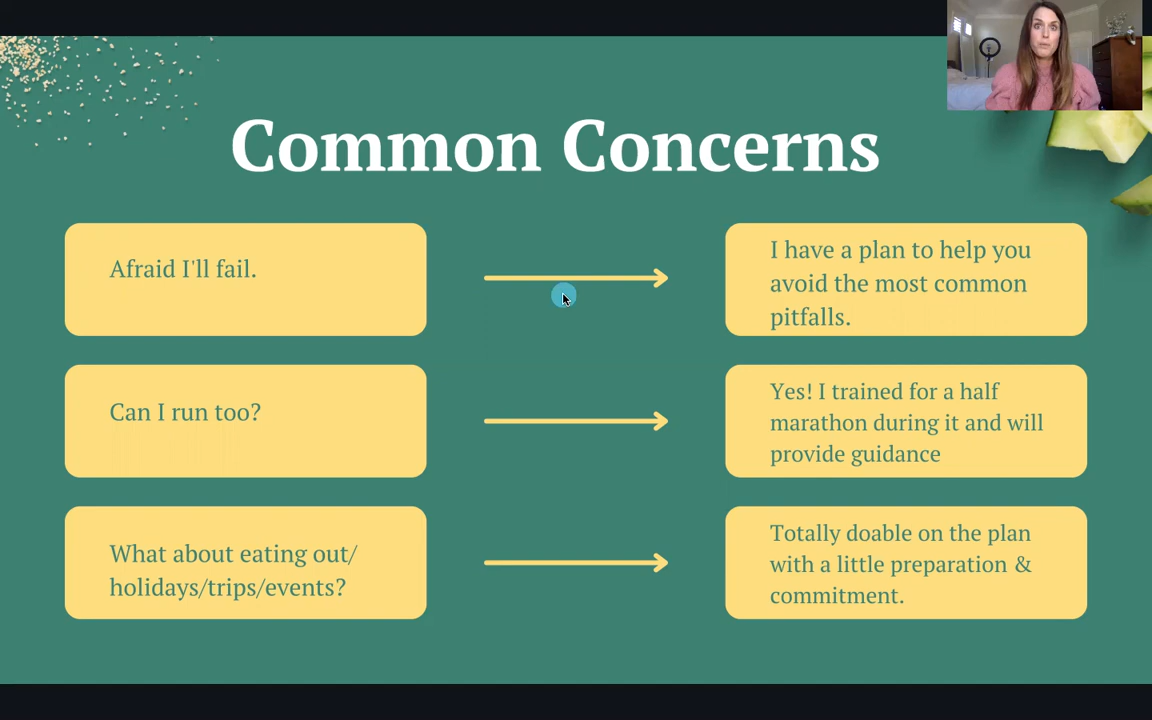 Common Concerns
Afraid I'll fail.
I have a plan to help you
avoid the most common
pitfalls.
Can I run too?
Yes! I trained for a half
marathon during it and will
provide guidance
What about eating out/
holidays/trips/events?
Totally doable on the plan
with a little preparation &
commitment.